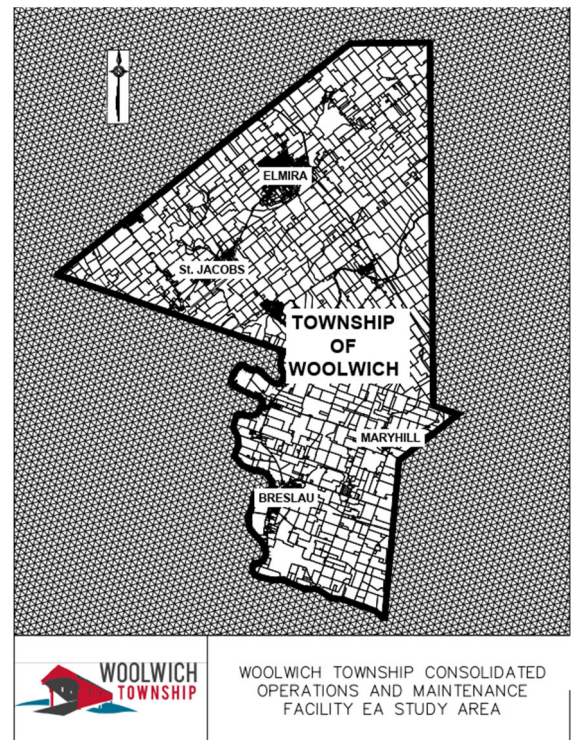 ELMIRA
St. JACOBS
TOWNSHIP
OF
WOOLWICH
MARYHILL
BRESLAU
WOOLWICH
TOWNSHIP
WOOLWICH TOWNSHIP CONSOLIDATED
OPERATIONS AND MAINTENANCE
FACILITY EA STUDY AREA